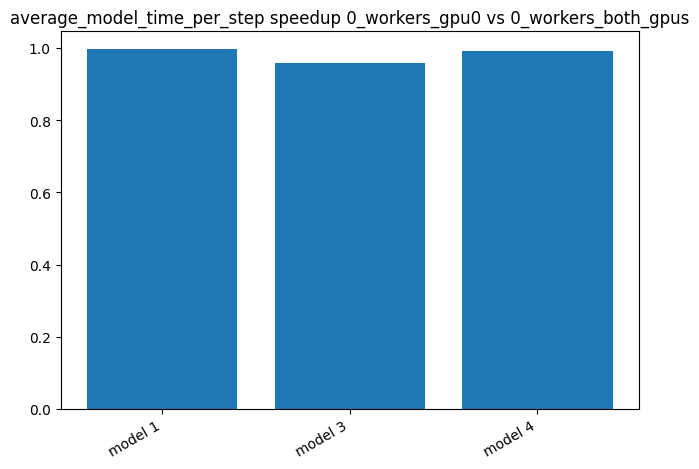 average_model_time_per_step speedup 0_workers_gpu0 vs 0_workers_both_gpus
1.0
0.8
0.6
0.4
0.2
0.0
model 1
model 3
model 4